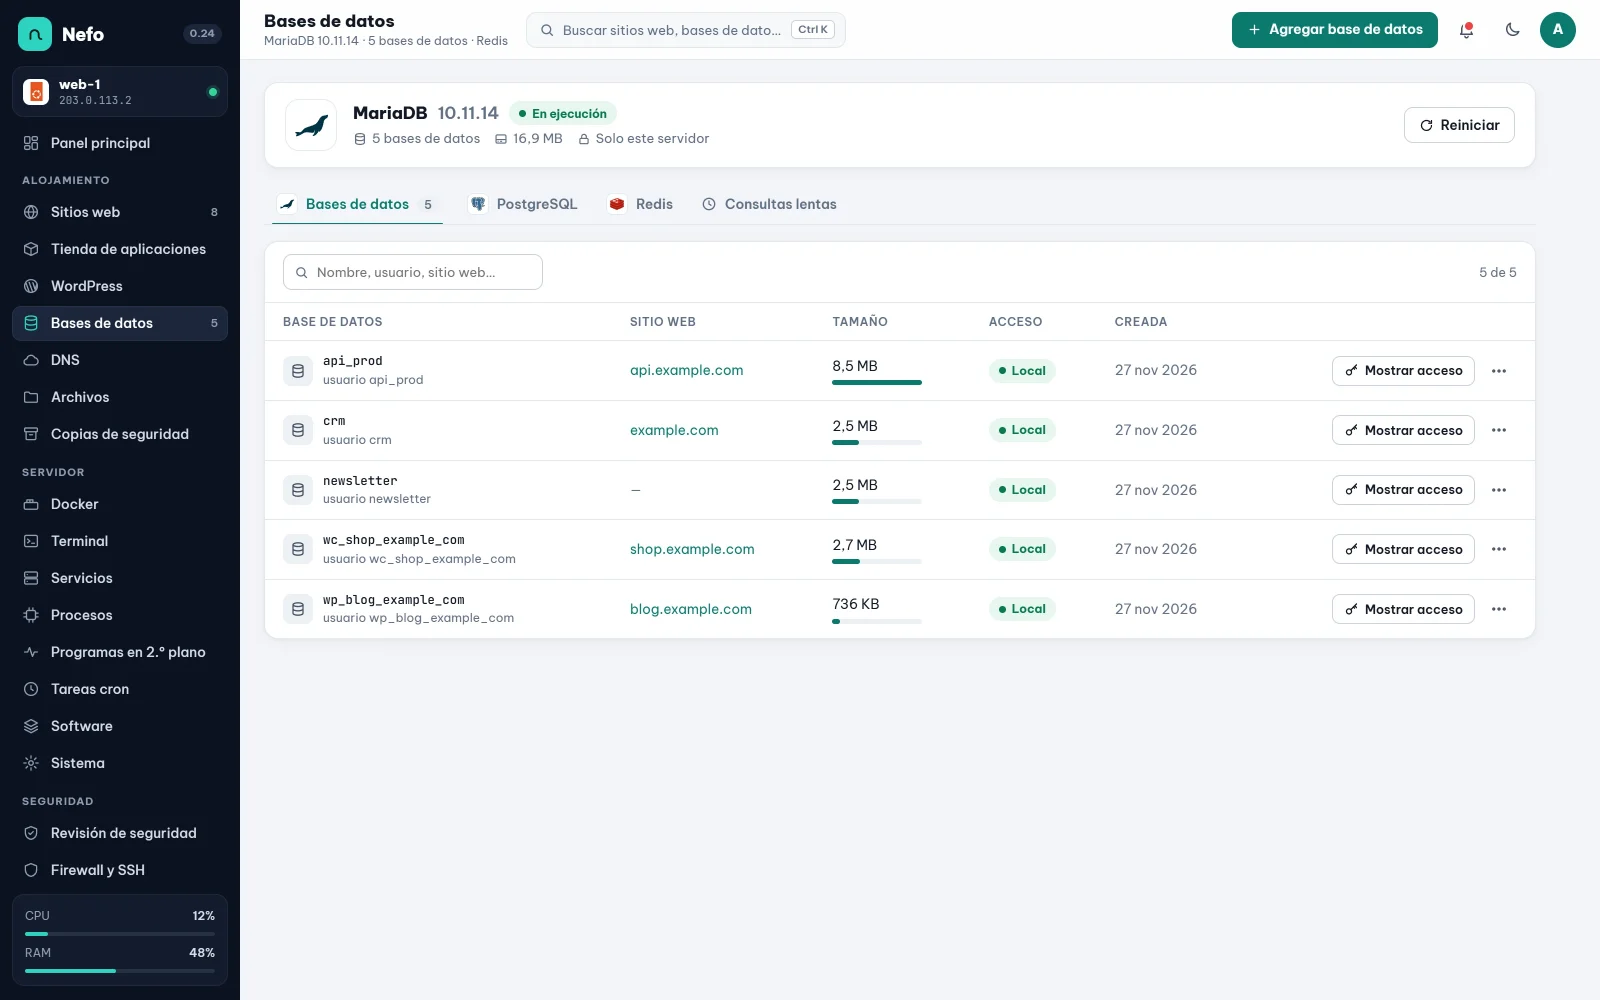 Nefo
0.24
web-1
203.0.113.2
Panel principal
ALOJAMIENTO
Sitios web 8
Tienda de aplicaciones
WordPress
Bases de datos 5
DNS
Archivos
Copias de seguridad
SERVIDOR
Docker
Terminal
Servicios
Procesos
Programas en 2.º plano
Tareas cron
Software
Sistema
SEGURIDAD
Revisión de seguridad
Firewall y SSH
CPU 12%
RAM 48%
Bases de datos
MariaDB 10.11.14 · 5 bases de datos · Redis
Buscar sitios web, bases de dato... Ctrl K
Agregar base de datos
A
MariaDB 10.11.14 En ejecución
5 bases de datos 16,9 MB Solo este servidor
Reiniciar
Bases de datos 5 PostgreSQL Redis Consultas lentas
Nombre, usuario, sitio web...
5 de 5
BASE DE DATOS SITIO WEB TAMAÑO ACCESO CREADA
api_prod
usuario api_prod
api.example.com 8,5 MB Local 27 nov 2026 Mostrar acceso
crm
usuario crm
example.com 2,5 MB Local 27 nov 2026 Mostrar acceso
newsletter
usuario newsletter
— 2,5 MB Local 27 nov 2026 Mostrar acceso
wc_shop_example_com
usuario wc_shop_example_com
shop.example.com 2,7 MB Local 27 nov 2026 Mostrar acceso
wp_blog_example_com
usuario wp_blog_example_com
blog.example.com 736 KB Local 27 nov 2026 Mostrar acceso